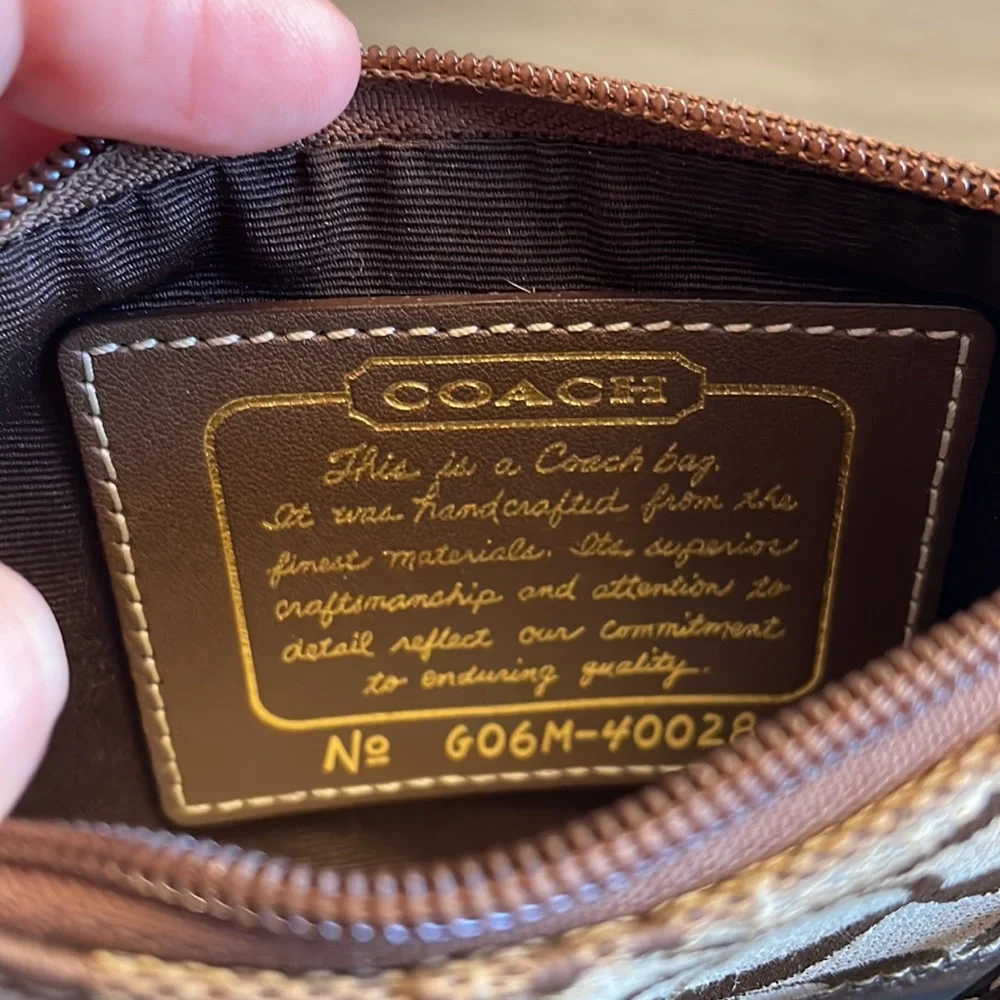 COACH
This is a Coach bag.
It was handcrafted from the
finest materials. Its superior
craftsmanship and attention to
detail reflect our commitment
to enduring quality.
Nº G06M-40028